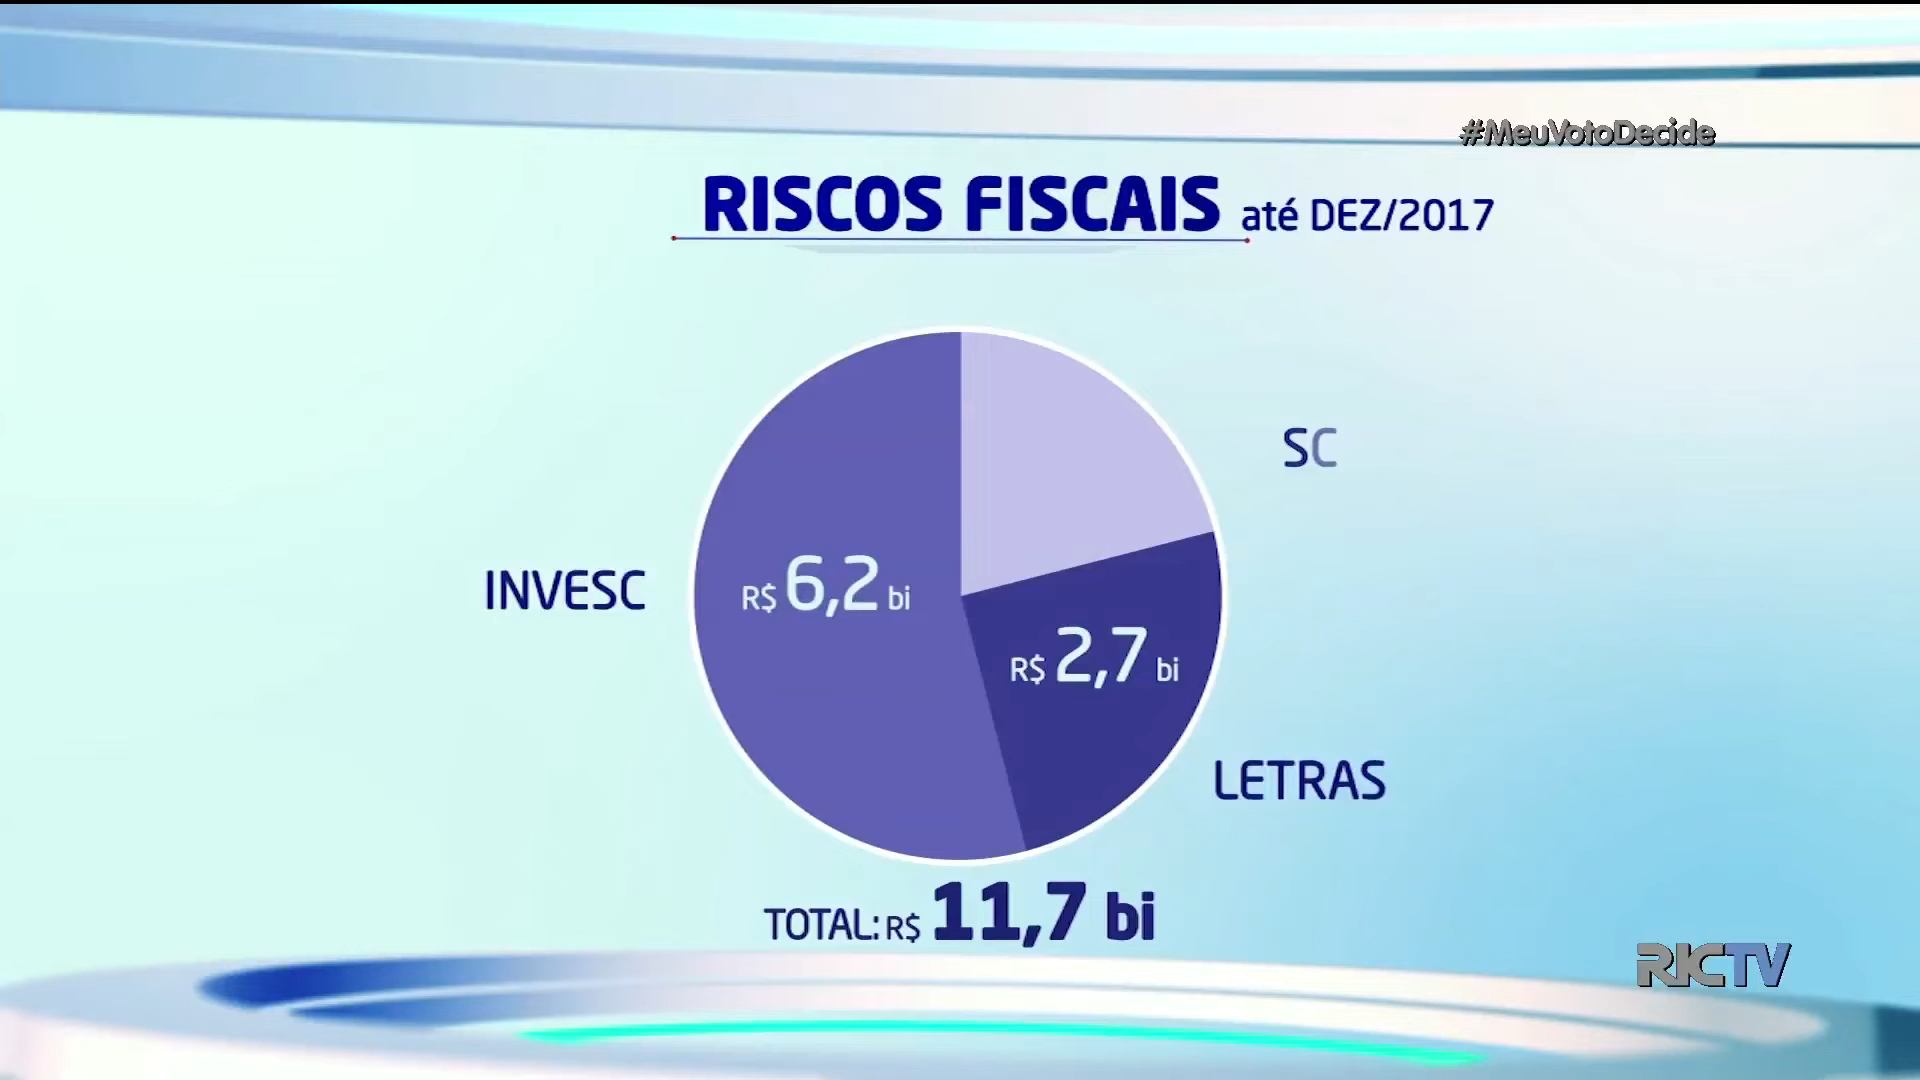 #MeuVotoDecide
RISCOS FISCAIS até DEZ/2017
SC
INVESC
R$ 6,2 bi
R$ 2,7 bi
LETRAS
TOTAL: R$ 11,7 bi
RICTV